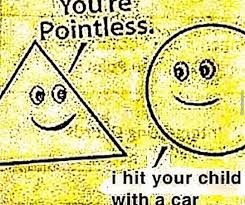 You're
Pointless.
i hit your child
with a car